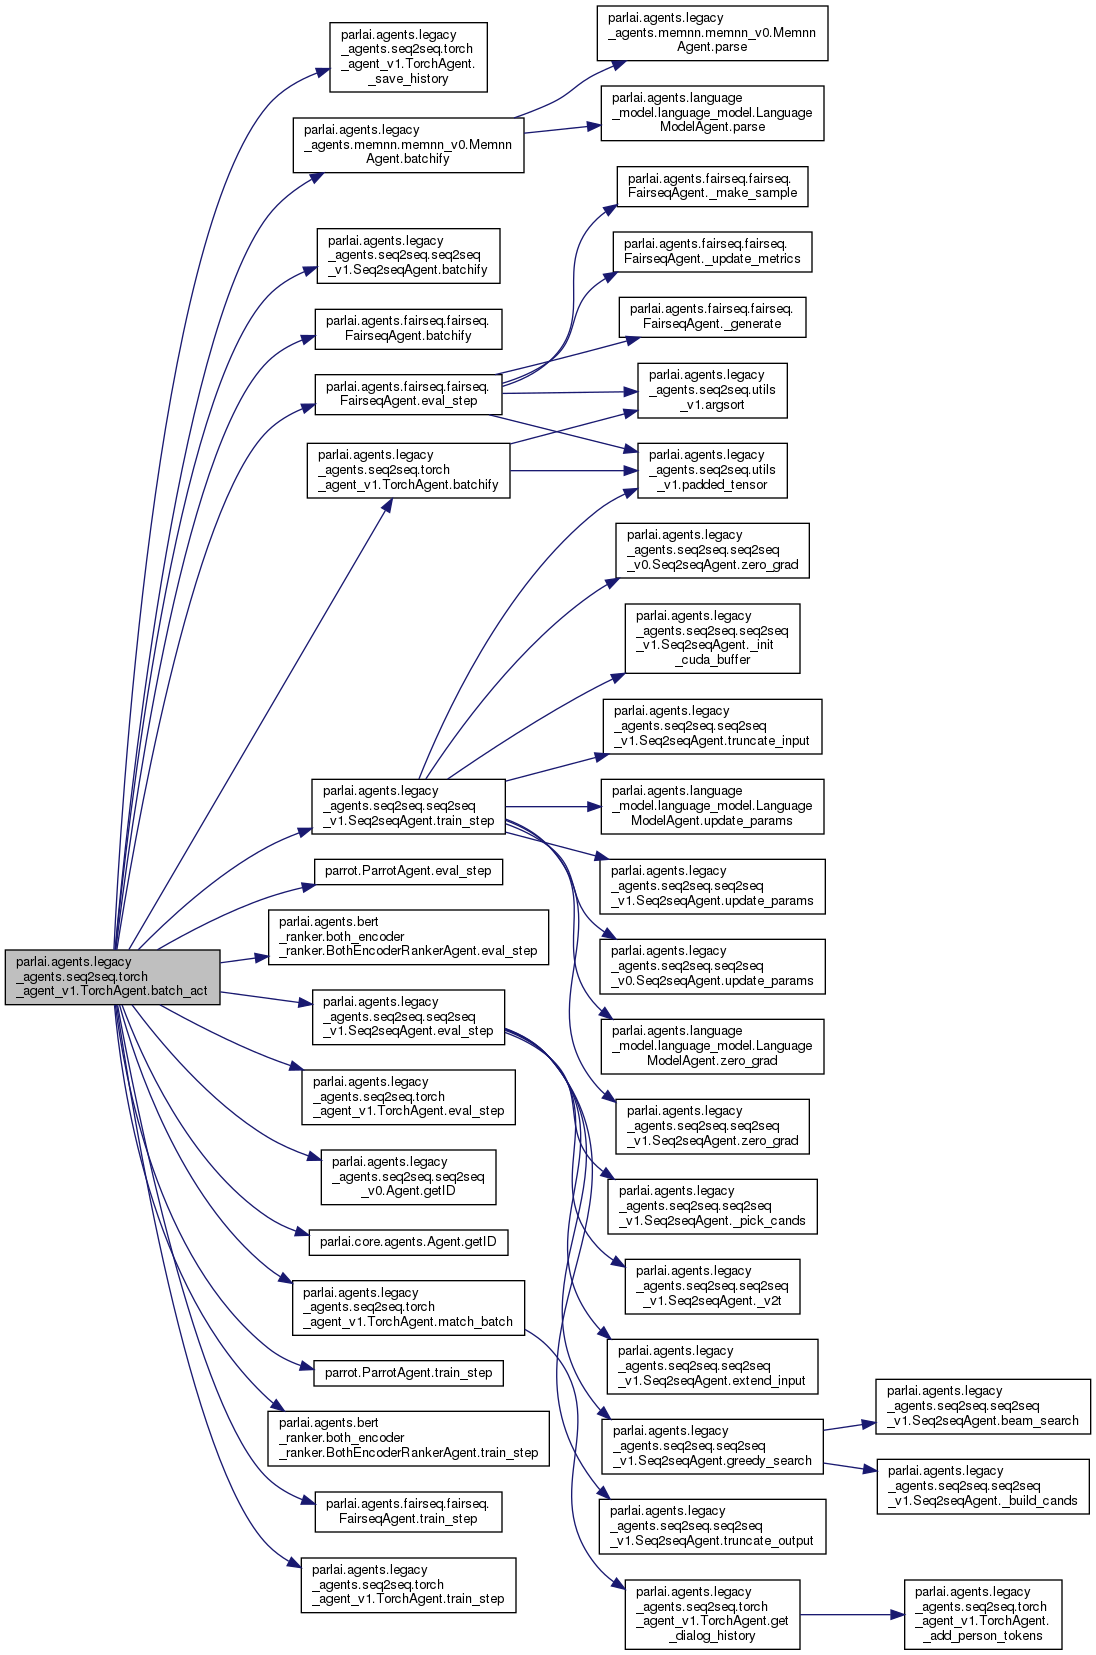 parlai.agents.legacy
_agents.seq2seq.torch
_agent_v1.TorchAgent.batch_act
parlai.agents.legacy
_agents.seq2seq.torch
_agent_v1.TorchAgent.
_save_history
parlai.agents.legacy
_agents.memnn.memnn_v0.Memnn
Agent.batchify
parlai.agents.legacy
_agents.seq2seq.seq2seq
_v1.Seq2seqAgent.batchify
parlai.agents.fairseq.fairseq.
FairseqAgent.batchify
parlai.agents.fairseq.fairseq.
FairseqAgent.eval_step
parlai.agents.legacy
_agents.seq2seq.torch
_agent_v1.TorchAgent.batchify
parlai.agents.legacy
_agents.seq2seq.seq2seq
_v1.Seq2seqAgent.train_step
parrot.ParrotAgent.eval_step
parlai.agents.bert
_ranker.both_encoder
_ranker.BothEncoderRankerAgent.eval_step
parlai.agents.legacy
_agents.seq2seq.seq2seq
_v1.Seq2seqAgent.eval_step
parlai.agents.legacy
_agents.seq2seq.torch
_agent_v1.TorchAgent.eval_step
parlai.agents.legacy
_agents.seq2seq.seq2seq
_v0.Agent.getID
parlai.core.agents.Agent.getID
parlai.agents.legacy
_agents.seq2seq.torch
_agent_v1.TorchAgent.match_batch
parrot.ParrotAgent.train_step
parlai.agents.bert
_ranker.both_encoder
_ranker.BothEncoderRankerAgent.train_step
parlai.agents.fairseq.fairseq.
FairseqAgent.train_step
parlai.agents.legacy
_agents.seq2seq.torch
_agent_v1.TorchAgent.train_step
parlai.agents.legacy
_agents.memnn.memnn_v0.Memnn
Agent.parse
parlai.agents.language
_model.language_model.Language
ModelAgent.parse
parlai.agents.fairseq.fairseq.
FairseqAgent._make_sample
parlai.agents.fairseq.fairseq.
FairseqAgent._update_metrics
parlai.agents.fairseq.fairseq.
FairseqAgent._generate
parlai.agents.legacy
_agents.seq2seq.utils
_v1.argsort
parlai.agents.legacy
_agents.seq2seq.utils
_v1.padded_tensor
parlai.agents.legacy
_agents.seq2seq.seq2seq
_v0.Seq2seqAgent.zero_grad
parlai.agents.legacy
_agents.seq2seq.seq2seq
_v1.Seq2seqAgent._init
_cuda_buffer
parlai.agents.legacy
_agents.seq2seq.seq2seq
_v1.Seq2seqAgent.truncate_input
parlai.agents.language
_model.language_model.Language
ModelAgent.update_params
parlai.agents.legacy
_agents.seq2seq.seq2seq
_v1.Seq2seqAgent.update_params
parlai.agents.legacy
_agents.seq2seq.seq2seq
_v0.Seq2seqAgent.update_params
parlai.agents.language
_model.language_model.Language
ModelAgent.zero_grad
parlai.agents.legacy
_agents.seq2seq.seq2seq
_v1.Seq2seqAgent.zero_grad
parlai.agents.legacy
_agents.seq2seq.seq2seq
_v1.Seq2seqAgent._pick_cands
parlai.agents.legacy
_agents.seq2seq.seq2seq
_v1.Seq2seqAgent._v2t
parlai.agents.legacy
_agents.seq2seq.seq2seq
_v1.Seq2seqAgent.extend_input
parlai.agents.legacy
_agents.seq2seq.seq2seq
_v1.Seq2seqAgent.greedy_search
parlai.agents.legacy
_agents.seq2seq.seq2seq
_v1.Seq2seqAgent.truncate_output
parlai.agents.legacy
_agents.seq2seq.torch
_agent_v1.TorchAgent.get
_dialog_history
parlai.agents.legacy
_agents.seq2seq.seq2seq
_v1.Seq2seqAgent.beam_search
parlai.agents.legacy
_agents.seq2seq.seq2seq
_v1.Seq2seqAgent._build_cands
parlai.agents.legacy
_agents.seq2seq.torch
_agent_v1.TorchAgent.
_add_person_tokens